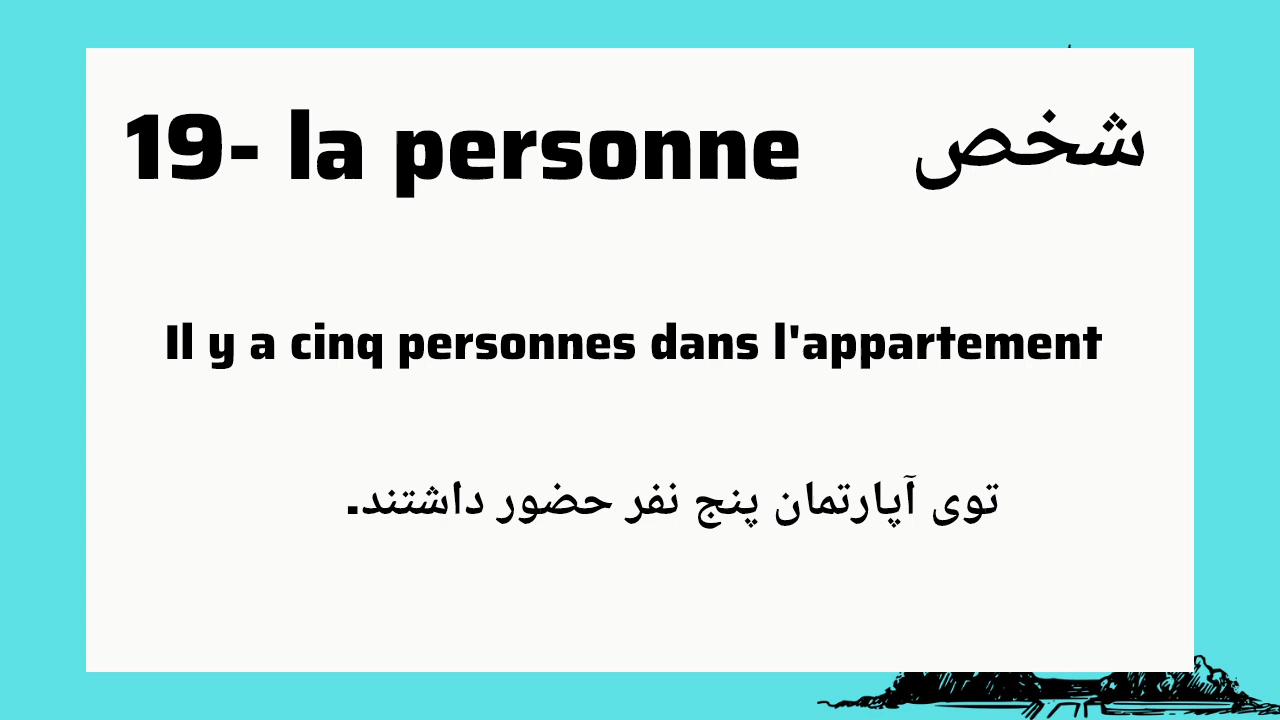 19- la personne شخص
Il y a cinq personnes dans l'appartement
توی آپارتمان پنج نفر حضور داشتند.